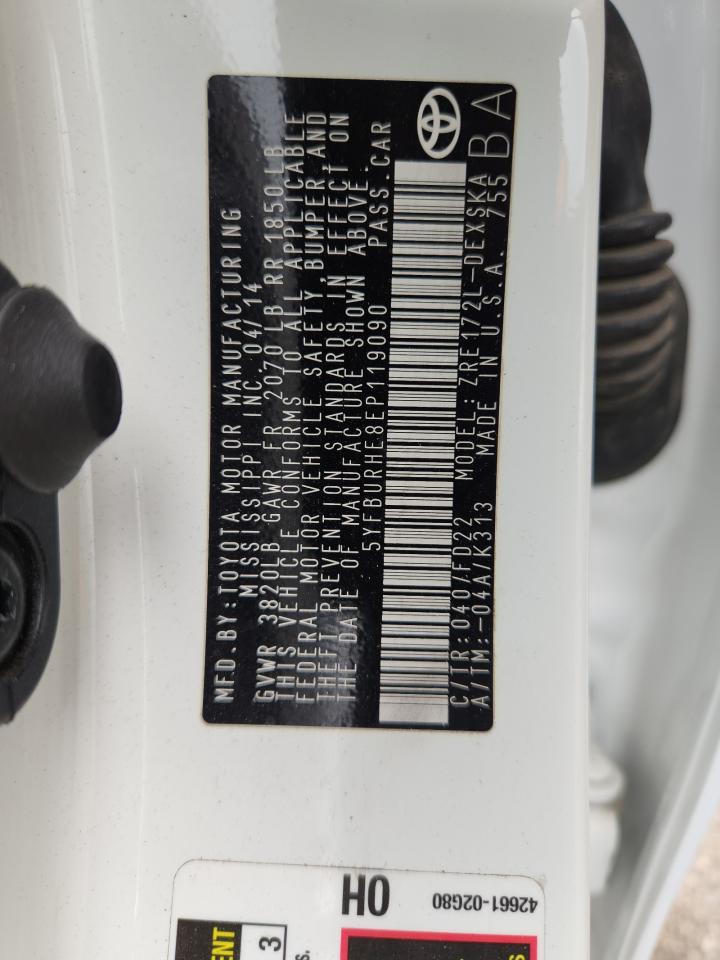 MFD.BY:TOYOTA MOTOR MANUFACTURING
MISSISSIPPI INC.04/14
GVWR 3820LB GAWR FR 2070 LB RR 1850LB
THIS VEHICLE CONFORMS TO ALL APPLICABLE
FEDERAL MOTOR VEHICLE SAFETY BUMPER,AND
THEFT PREVENTION STANDARDS IN EFFECT ON
THE DATE OF MANUFACTURE SHOWN ABOVE.
5YFBURHE8EP119090 PASS.CAR
C/TR:040/FD22 MODEL:ZRE172L-DEXSKA
A/TM:-04A/K313 MADE IN U.S.A. 755 BA
0H
42661-02G80
3